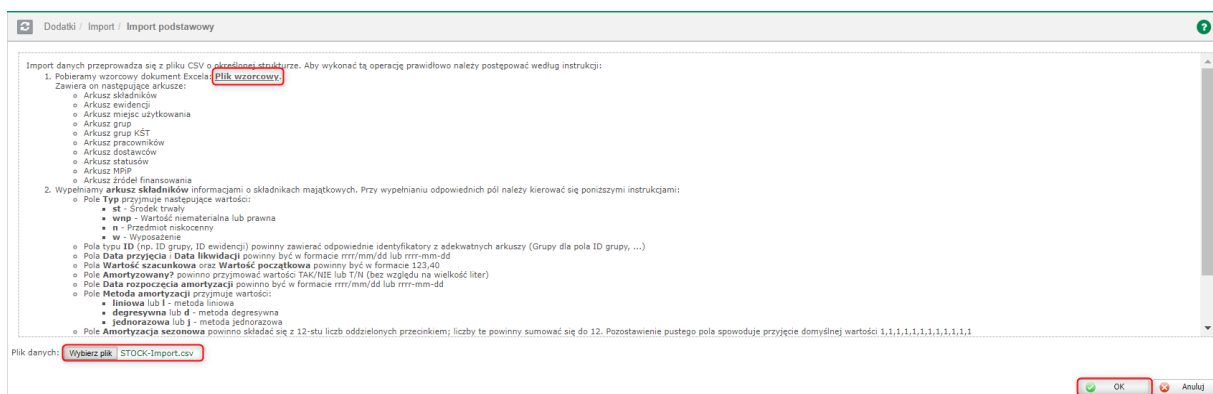 Dodatki / Import / Import podstawowy
?
Import danych przeprowadza się z pliku CSV o określonej strukturze. Aby wykonać tą operację prawidłowo należy postępować według instrukcji:
1. Pobieramy wzorcowy dokument Excela: Plik wzorcowy.
Zawiera on następujące arkusze:
o Arkusz składników
o Arkusz ewidencji
o Arkusz miejsc użytkowania
o Arkusz grup
o Arkusz grup KŚT
o Arkusz pracowników
o Arkusz dostawców
o Arkusz statusów
o Arkusz MPiP
o Arkusz źródeł finansowania
2. Wypełniamy arkusz składników informacjami o składnikach majątkowych. Przy wypełnianiu odpowiednich pól należy kierować się poniższymi instrukcjami:
o Pole Typ przyjmuje następujące wartości:
▪ st - Środek trwały
▪ wnp - Wartość niematerialna lub prawna
▪ n - Przedmiot niskocenny
▪ w - Wyposażenie
o Pola typu ID (np. ID grupy, ID ewidencji) powinny zawierać odpowiednie identyfikatory z adekwatnych arkuszy (Grupy dla pola ID grupy, ...)
o Pola Data przyjęcia i Data likwidacji powinny być w formacie rrrr/mm/dd lub rrrr-mm-dd
o Pola Wartość szacunkowa oraz Wartość początkowa powinny być w formacie 123,40
o Pole Amortyzowany? powinno przyjmować wartości TAK/NIE lub T/N (bez względu na wielkość liter)
o Pole Data rozpoczęcia amortyzacji powinno być w formacie rrrr/mm/dd lub rrrr-mm-dd
o Pole Metoda amortyzacji przyjmuje wartości:
▪ liniowa lub l - metoda liniowa
▪ degresywna lub d - metoda degresywna
▪ jednorazowa lub j - metoda jednorazowa
o Pole Amortyzacja sezonowa powinno składać się z 12-stu liczb oddzielonych przecinkiem; liczby te powinny sumować się do 12. Pozostawienie pustego pola spowoduje przyjęcie domyślnej wartości 1,1,1,1,1,1,1,1,1,1,1,1
Plik danych: Wybierz plik STOCK-Import.csv
OK Anuluj